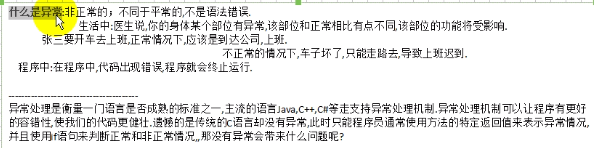 什么是异常:非正常的；不同于平常的,不是语法错误.
生活中:医生说,你的身体某个部位有异常,该部位和正常相比有点不同,该部位的功能将受影响.
张三要开车去上班,正常情况下,应该是到达公司,上班.
不正常的情况下,车子坏了,只能走路去,导致上班迟到.
程序中:在程序中,代码出现错误,程序就会终止运行.
-----------------------------------
异常处理是衡量一门语言是否成熟的标准之一,主流的语言Java,C++,C#等走支持异常处理机制.异常处理机制可以让程序有更好
的容错性,使我们的代码更健壮.遗憾的是传统的C语言却没有异常,此时只能程序员通常使用方法的特定返回值来表示异常情况,
并且使用if语句来判断正常和非正常情况,,那没有异常会带来什么问题呢?